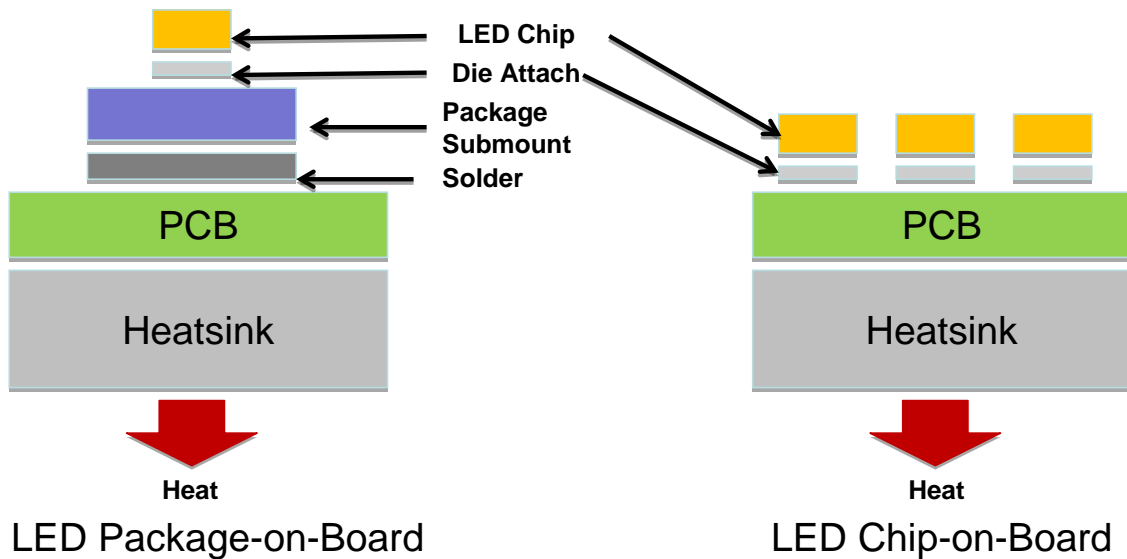 LED Chip
Die Attach
Package
Submount
Solder
PCB
PCB
Heatsink
Heatsink
Heat
Heat
LED Package-on-Board
LED Chip-on-Board